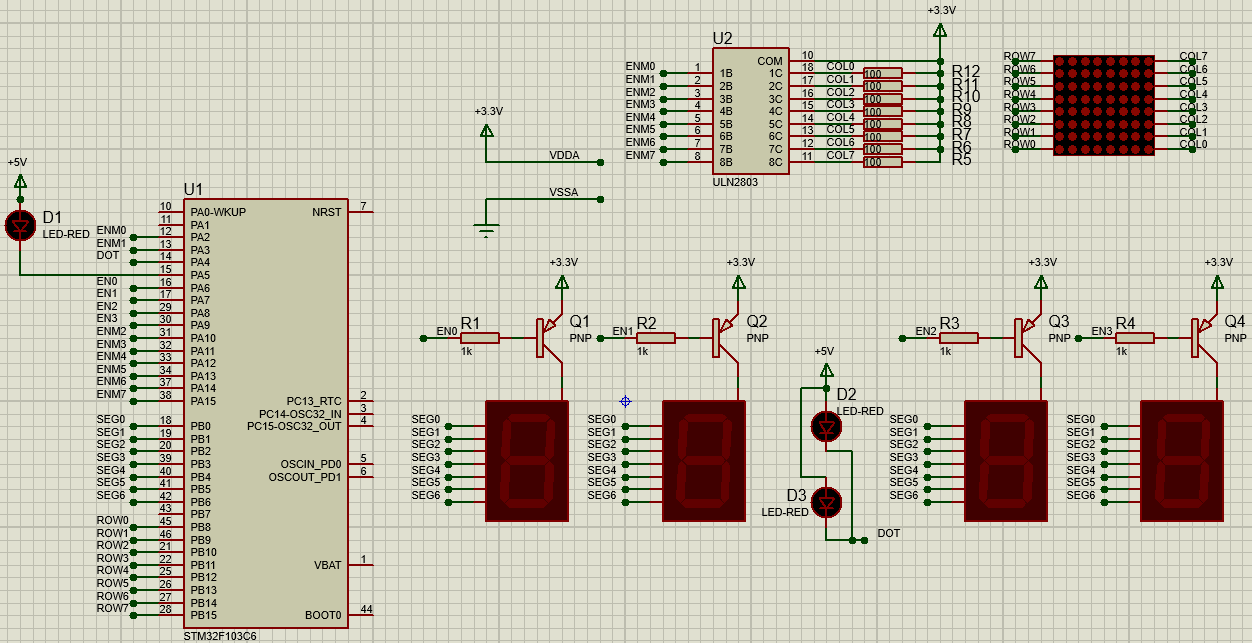 +3.3V
U2
COM
10
ENM0 1 1B 1C 18 COL0 100 R12
ENM1 2 2B 2C 17 COL1 100 R11
ENM2 3 3B 3C 16 COL2 100 R10
ENM3 4 4B 4C 15 COL3 100 R9
ENM4 5 5B 5C 14 COL4 100 R8
ENM5 6 6B 6C 13 COL5 100 R7
ENM6 7 7B 7C 12 COL6 100 R6
ENM7 8 8B 8C 11 COL7 100 R5
ULN2803
ROW7 COL7
ROW6 COL6
ROW5 COL5
ROW4 COL4
ROW3 COL3
ROW2 COL2
ROW1 COL1
ROW0 COL0
+3.3V
VDDA
VSSA
+5V
D1
LED-RED
U1
10 PA0-WKUP NRST 7
11 PA1
ENM0 12 PA2
ENM1 13 PA3
DOT 14 PA4
15 PA5
EN0 16 PA6
EN1 17 PA7
EN2 29 PA8
EN3 30 PA9
ENM2 31 PA10
ENM3 32 PA11
ENM4 33 PA12
ENM5 34 PA13
ENM6 37 PA14
ENM7 38 PA15
PC13_RTC 2
PC14-OSC32_IN 3
PC15-OSC32_OUT 4
SEG0 18 PB0
SEG1 19 PB1
SEG2 20 PB2
SEG3 39 PB3
SEG4 40 PB4
SEG5 41 PB5
SEG6 42 PB6
43 PB7
OSCIN_PD0 5
OSCOUT_PD1 6
ROW0 45 PB8
ROW1 46 PB9
ROW2 21 PB10
ROW3 22 PB11
ROW4 25 PB12
ROW5 26 PB13
ROW6 27 PB14
ROW7 28 PB15
VBAT 1
BOOT0 44
STM32F103C6
+3.3V
EN0 R1 Q1
1k PNP
SEG0
SEG1
SEG2
SEG3
SEG4
SEG5
SEG6
+3.3V
EN1 R2 Q2
1k PNP
SEG0
SEG1
SEG2
SEG3
SEG4
SEG5
SEG6
+5V
D2
LED-RED
D3
LED-RED
DOT
+3.3V
EN2 R3 Q3
1k PNP
SEG0
SEG1
SEG2
SEG3
SEG4
SEG5
SEG6
+3.3V
EN3 R4 Q4
1k PNP
SEG0
SEG1
SEG2
SEG3
SEG4
SEG5
SEG6